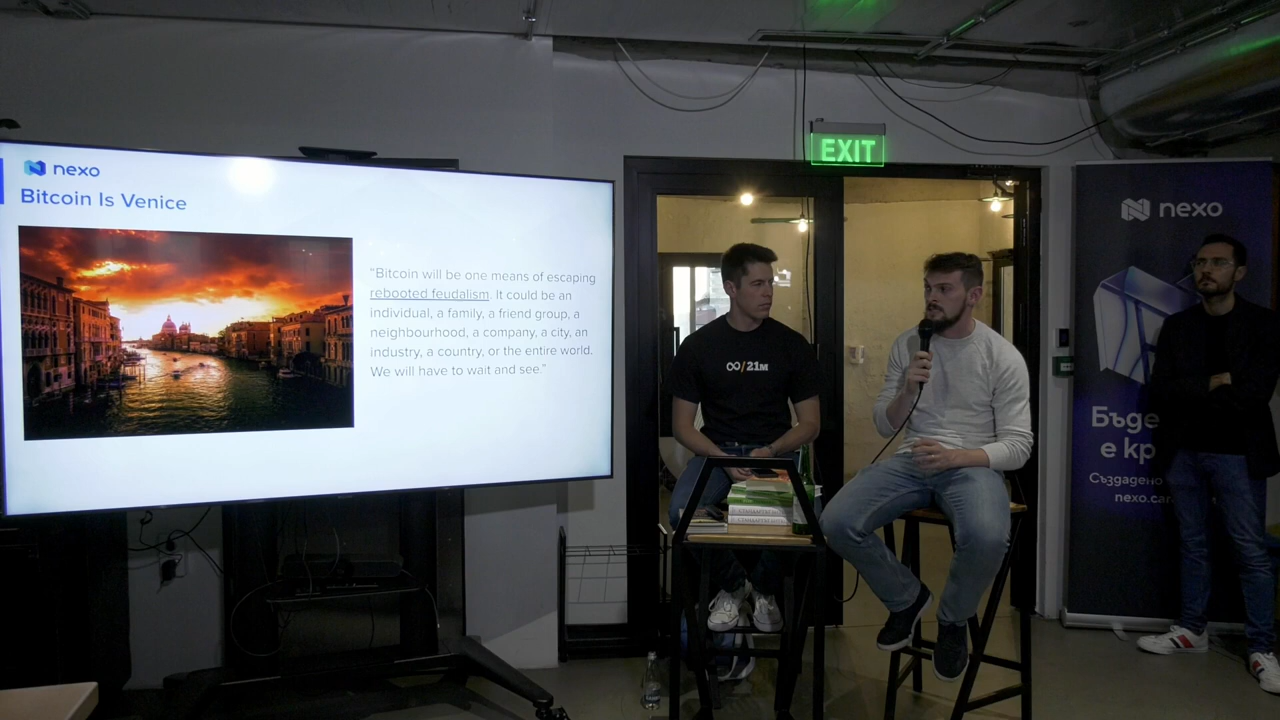 nexo
Bitcoin Is Venice
"Bitcoin will be one means of escaping
rebooted feudalism. It could be an
individual, a family, a friend group, a
neighbourhood, a company, a city, an
industry, a country, or the entire world.
We will have to wait and see."
EXIT
∞/21M
nexo
Бъде
е кр
Създадено
nexo.car